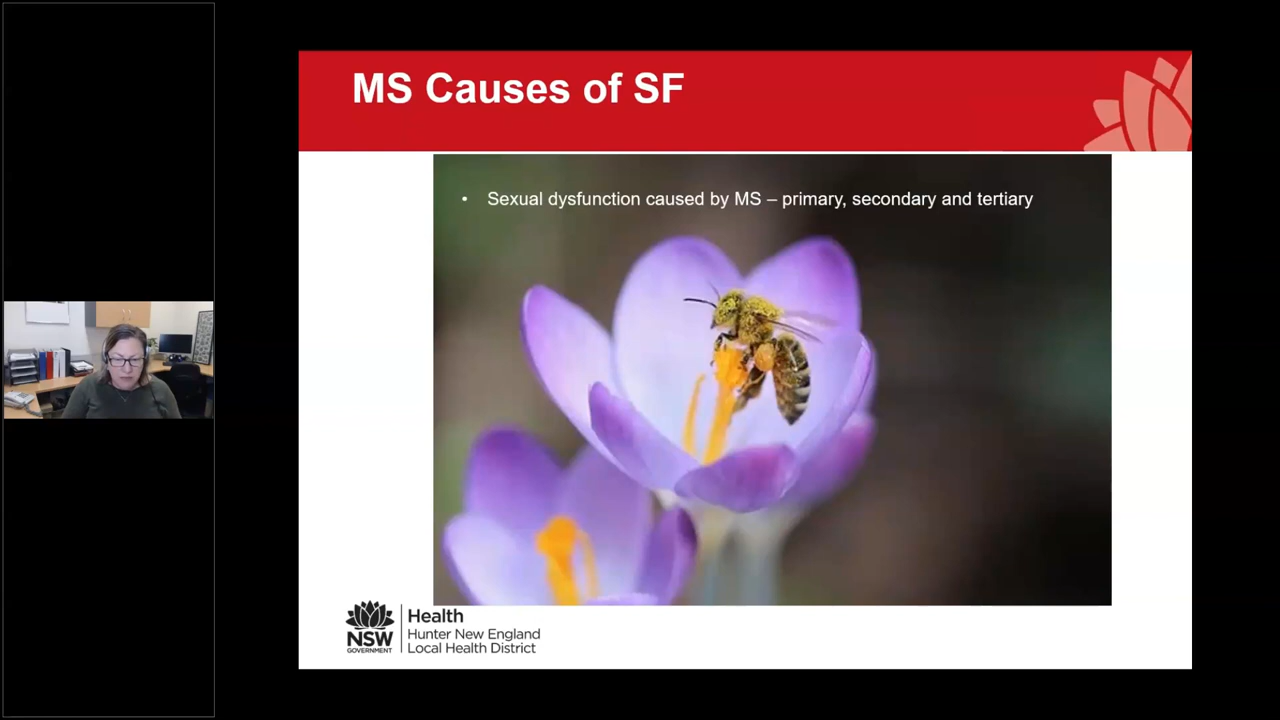 MS Causes of SF
• Sexual dysfunction caused by MS – primary, secondary and tertiary
NSW
GOVERNMENT
Health
Hunter New England
Local Health District